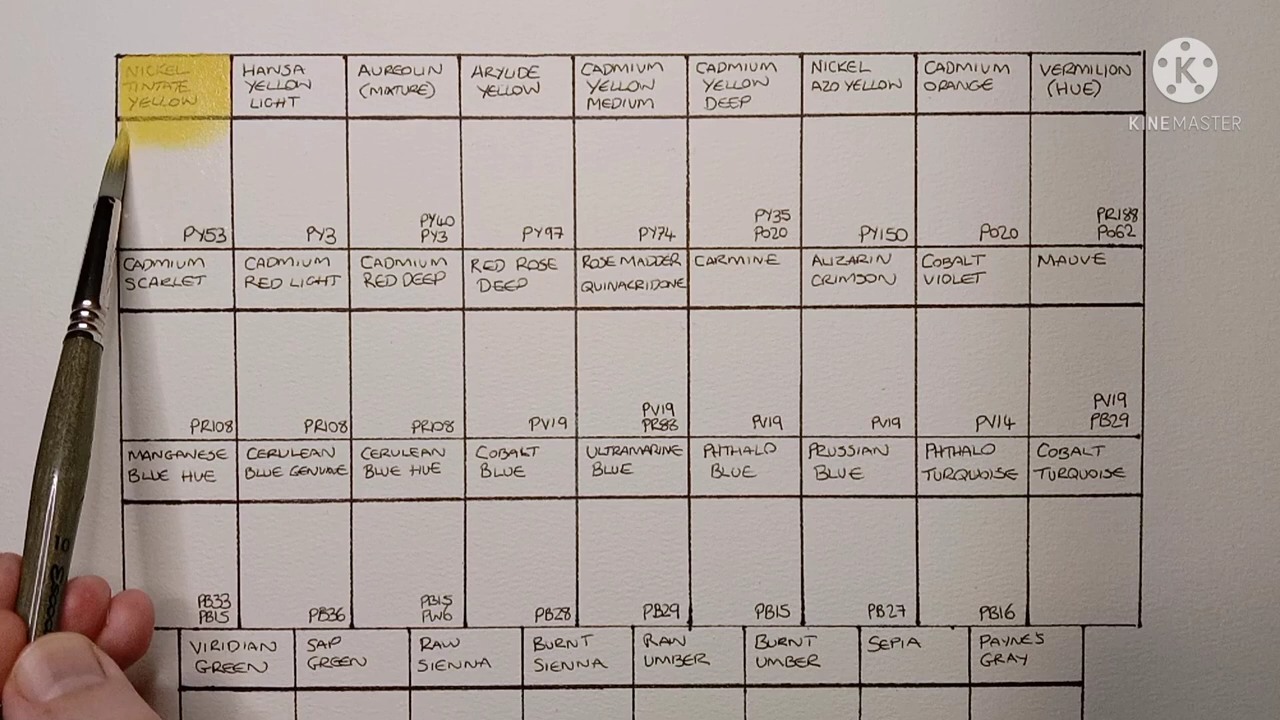 NICKEL
TINTATE
YELLOW
HANSA
YELLOW
LIGHT
AUREOLIN
(MATURE)
ARYLIDE
YELLOW
CADMIUM
YELLOW
MEDIUM
CADMIUM
YELLOW
DEEP
NICKEL
AZO YELLOW
CADMIUM
ORANGE
VERMILION
(HUE)
K
KINEMASTER
PY53
PY3
PY40
PY3
PY97
PY74
PY35
PO20
PY150
PO20
PR188
PO62
CADMIUM
SCARLET
CADMIUM
RED LIGHT
CADMIUM
RED DEEP
RED ROSE
DEEP
ROSE MADDER
QUINACRIDONE
CARMINE
ALIZARIN
CRIMSON
COBALT
VIOLET
MAUVE
PR108
PR108
PR108
PV19
PV19
PR88
PV19
PV19
PV14
PV19
PB29
MANGANESE
BLUE HUE
CERULEAN
BLUE GENUINE
CERULEAN
BLUE HUE
COBALT
BLUE
ULTRAMARINE
BLUE
PHTHALO
BLUE
PRUSSIAN
BLUE
PHTHALO
TURQUOISE
COBALT
TURQUOISE
10
PB33
PB15
PB36
PB15
PW6
PB28
PB29
PB15
PB27
PB16
VIRIDIAN
GREEN
SAP
GREEN
RAW
SIENNA
BURNT
SIENNA
RAW
UMBER
BURNT
UMBER
SEPIA
PAYNE'S
GRAY